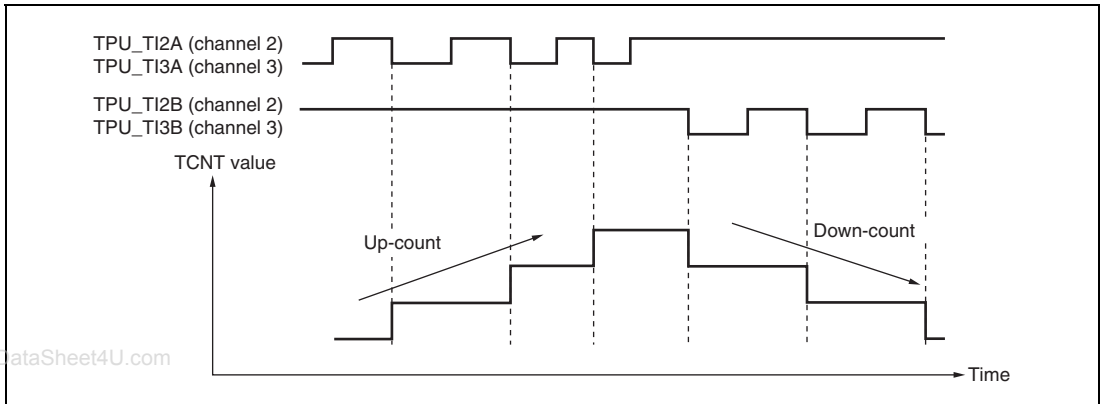 TPU_TI2A (channel 2)
TPU_TI3A (channel 3)
TPU_TI2B (channel 2)
TPU_TI3B (channel 3)
TCNT value
Up-count
Down-count
DataSheet4U.com
Time